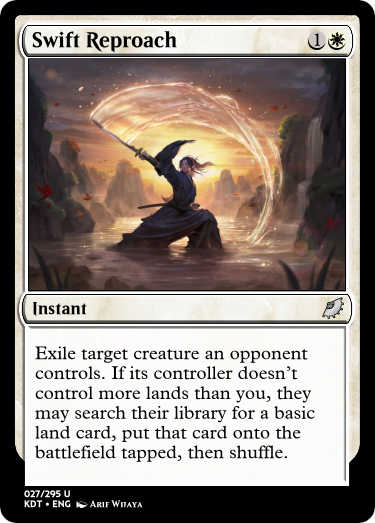 Swift Reproach 1
Instant
Exile target creature an opponent
controls. If its controller doesn't
control more lands than you, they
may search their library for a basic
land card, put that card onto the
battlefield tapped, then shuffle.
027/295 U
KDT • ENG Arif Wijaya